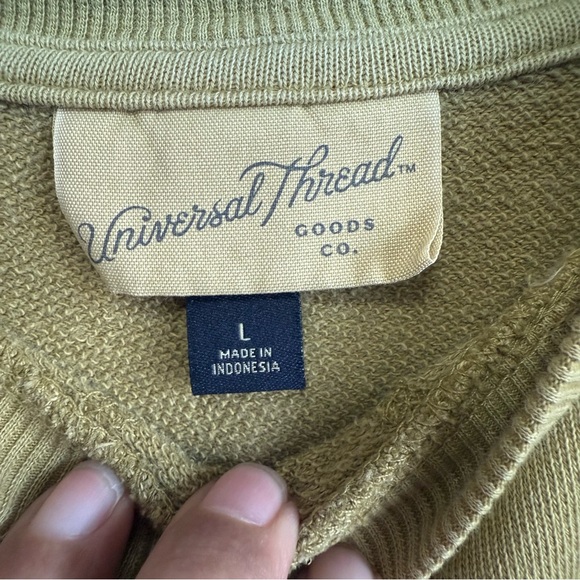 Universal Thread™
GOODS
CO.
L
MADE IN
INDONESIA